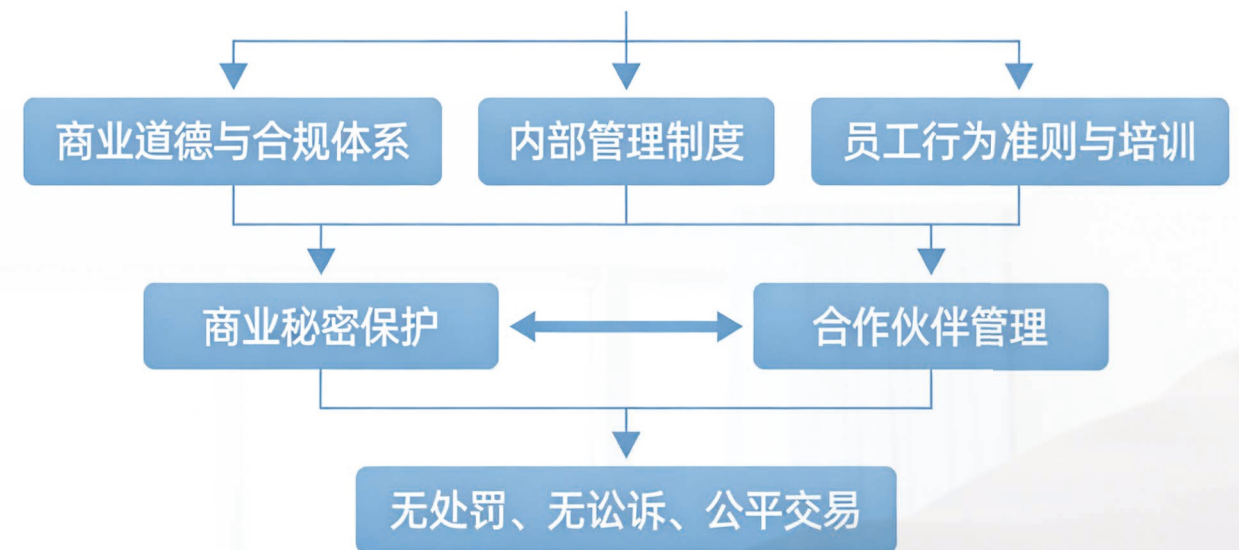 商业道德与合规体系
内部管理制度
员工行为准则与培训
商业秘密保护
合作伙伴管理
无处罚、无讼诉、公平交易